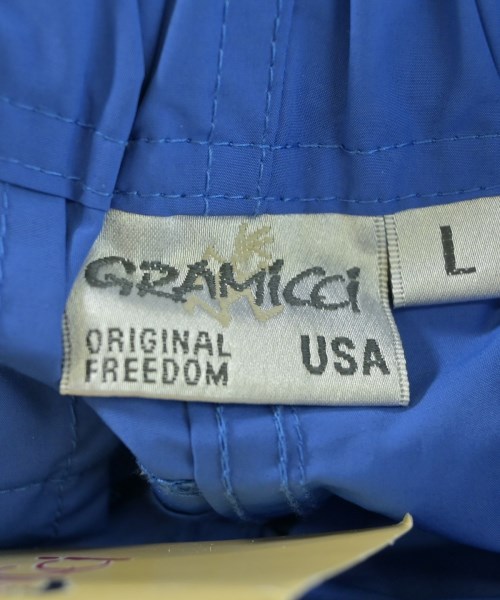 GRAMiCCi
ORIGINAL
FREEDOM
USA
L